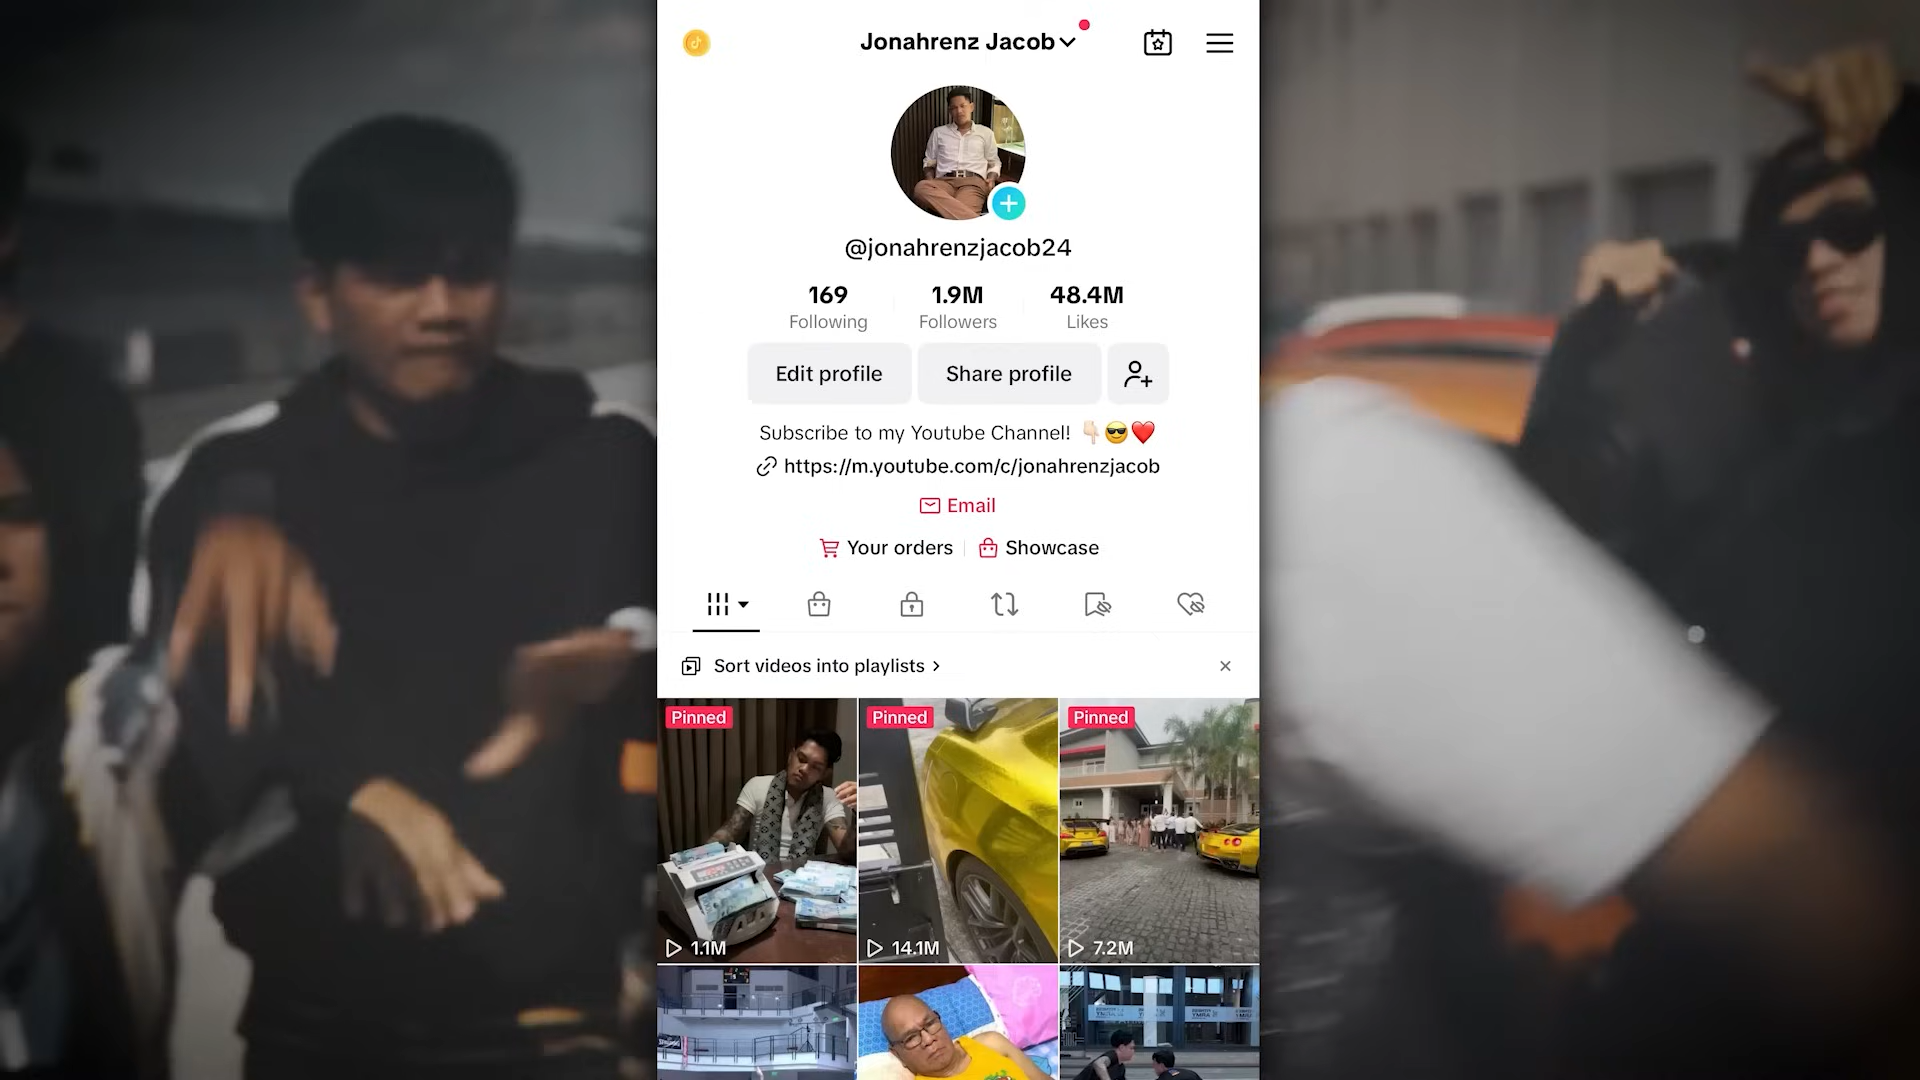 Jonahrenz Jacob
@jonahrenzjacob24
169 1.9M 48.4M
Following Followers Likes
Edit profile Share profile
Subscribe to my Youtube Channel! 👇🏻😎❤️
https://m.youtube.com/c/jonahrenzjacob
Email
Your orders Showcase
Sort videos into playlists >
Pinned Pinned Pinned
1.1M 14.1M 7.2M